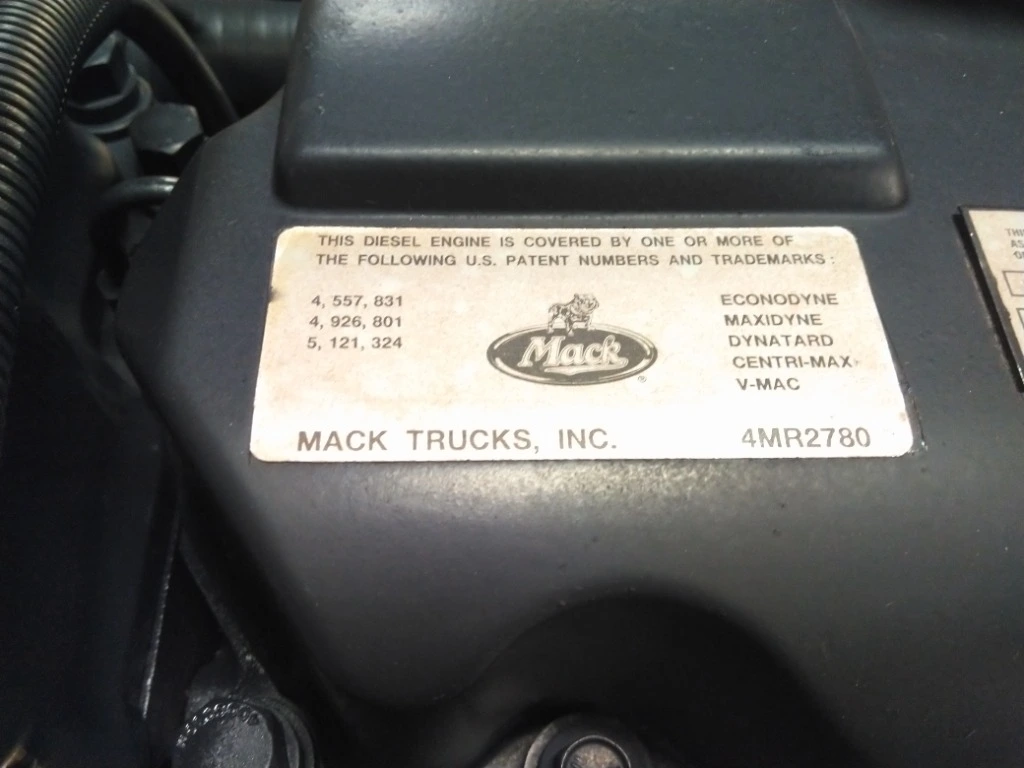 THIS DIESEL ENGINE IS COVERED BY ONE OR MORE OF
THE FOLLOWING U.S. PATENT NUMBERS AND TRADEMARKS:
4, 557, 831
4, 926, 801
5, 121, 324
Mack
®
ECONODYNE
MAXIDYNE
DYNATARD
CENTRI-MAX
V-MAC
MACK TRUCKS, INC.
4MR2780